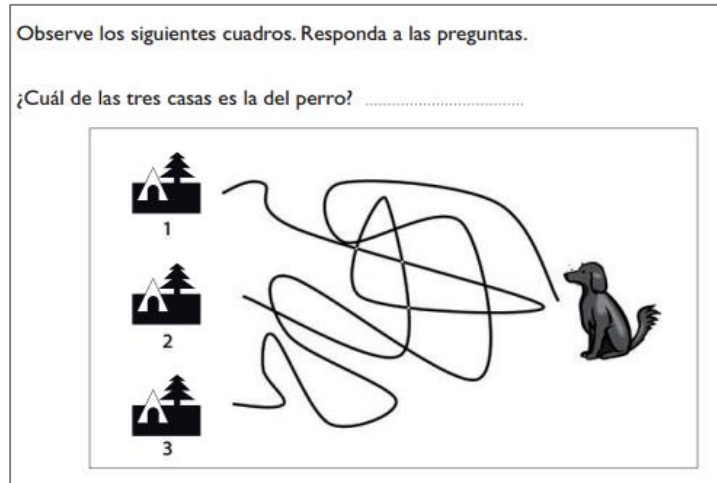 Observe los siguientes cuadros. Responda a las preguntas.
¿Cuál de las tres casas es la del perro? ........................................
1
2
3